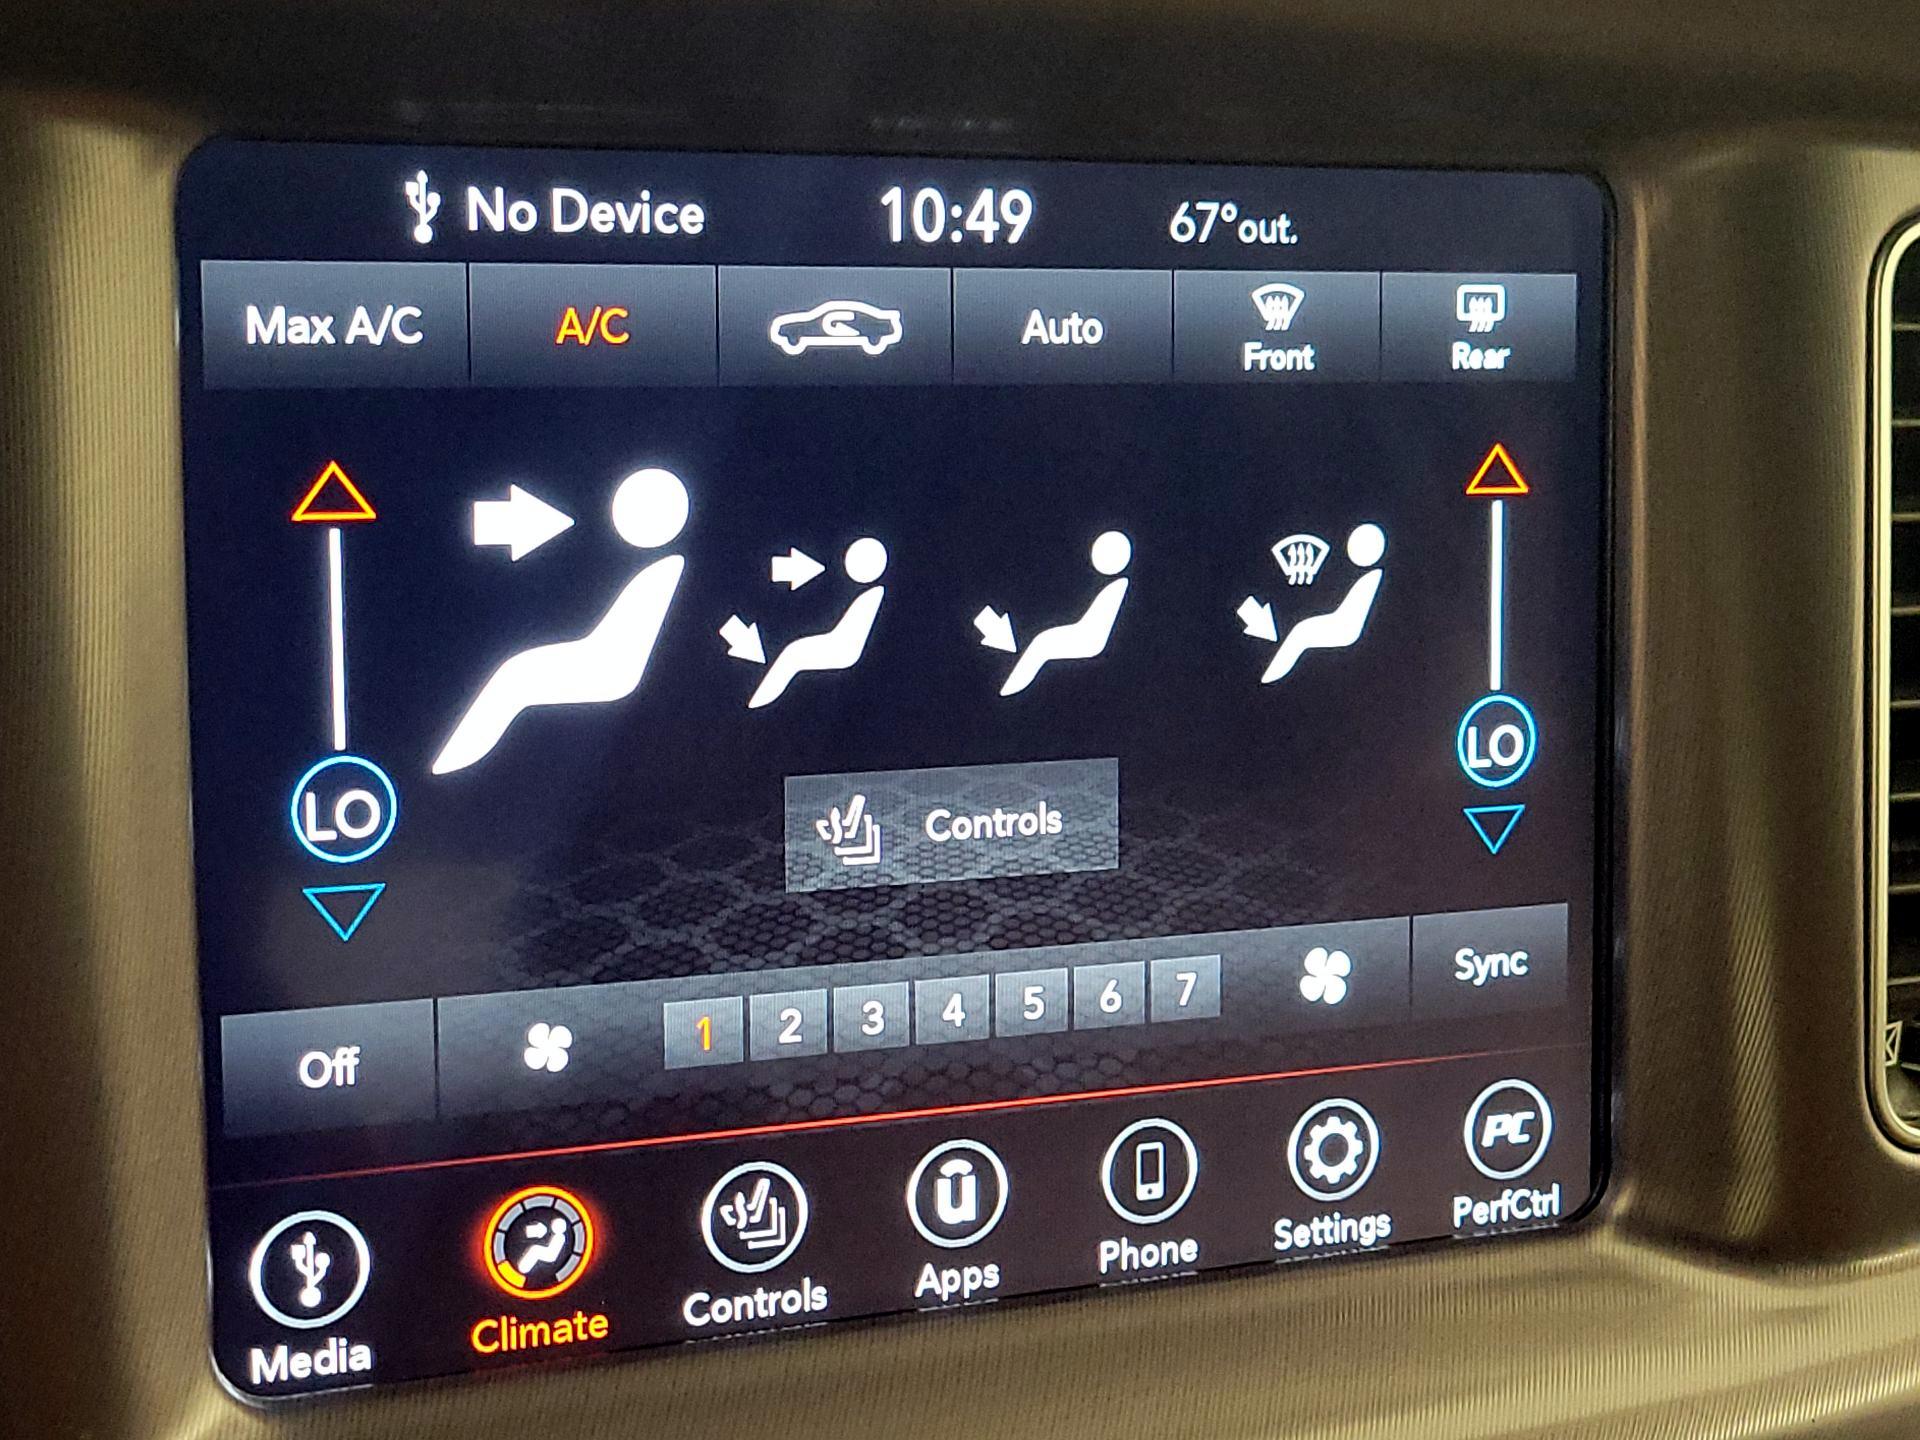 No Device 10:49 67°out.
Max A/C A/C Auto Front Rear
LO LO
Controls
Off 1 2 3 4 5 6 7 Sync
Media Climate Controls Apps Phone Settings PerfCtrl
ū PC